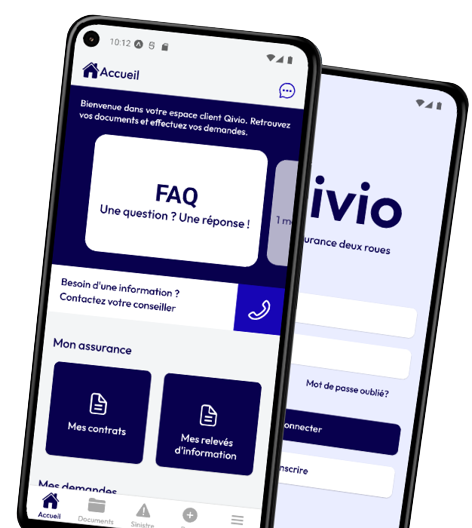 10:12
Accueil
Bienvenue dans votre espace client Qivio. Retrouvez
vos documents et effectuez vos demandes.
FAQ
Une question ? Une réponse !
Besoin d'une information ?
Contactez votre conseiller
Mon assurance
Mes contrats
Mes relevés
d'information
Mes demandes
Accueil
Documents
Sinistre
ivio
urance deux roues
Mot de passe oublié?
onnecter
nscrire